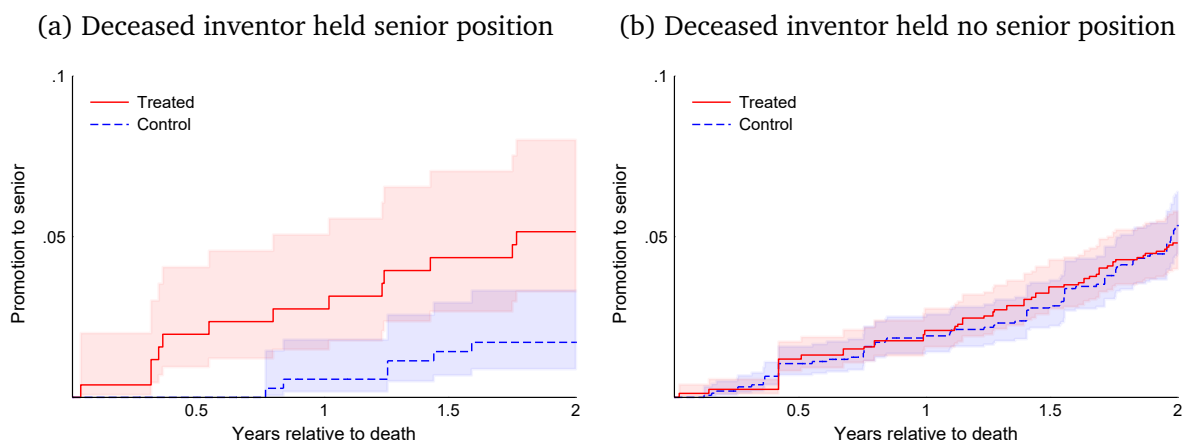 (a) Deceased inventor held senior position
.1
Treated
Control
.05
Promotion to senior
0.5
1
1.5
2
Years relative to death
(b) Deceased inventor held no senior position
.1
Treated
Control
.05
Promotion to senior
0.5
1
1.5
2
Years relative to death